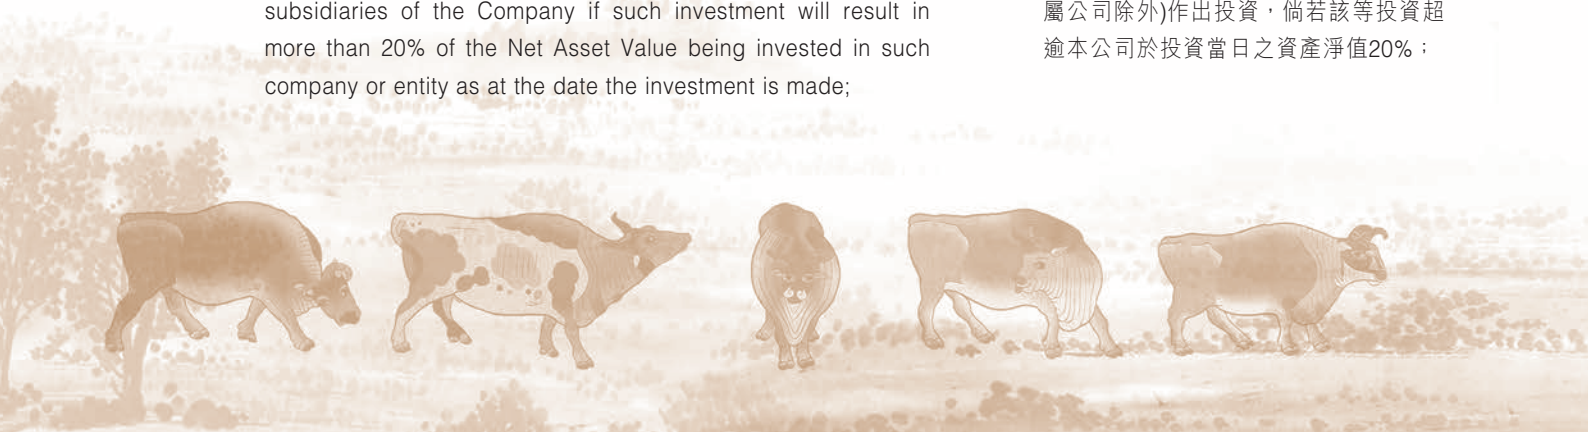 subsidiaries of the Company if such investment will result in
more than 20% of the Net Asset Value being invested in such
company or entity as at the date the investment is made;
屬公司除外)作出投資，倘若該等投資超
逾本公司於投資當日之資產淨值20%；